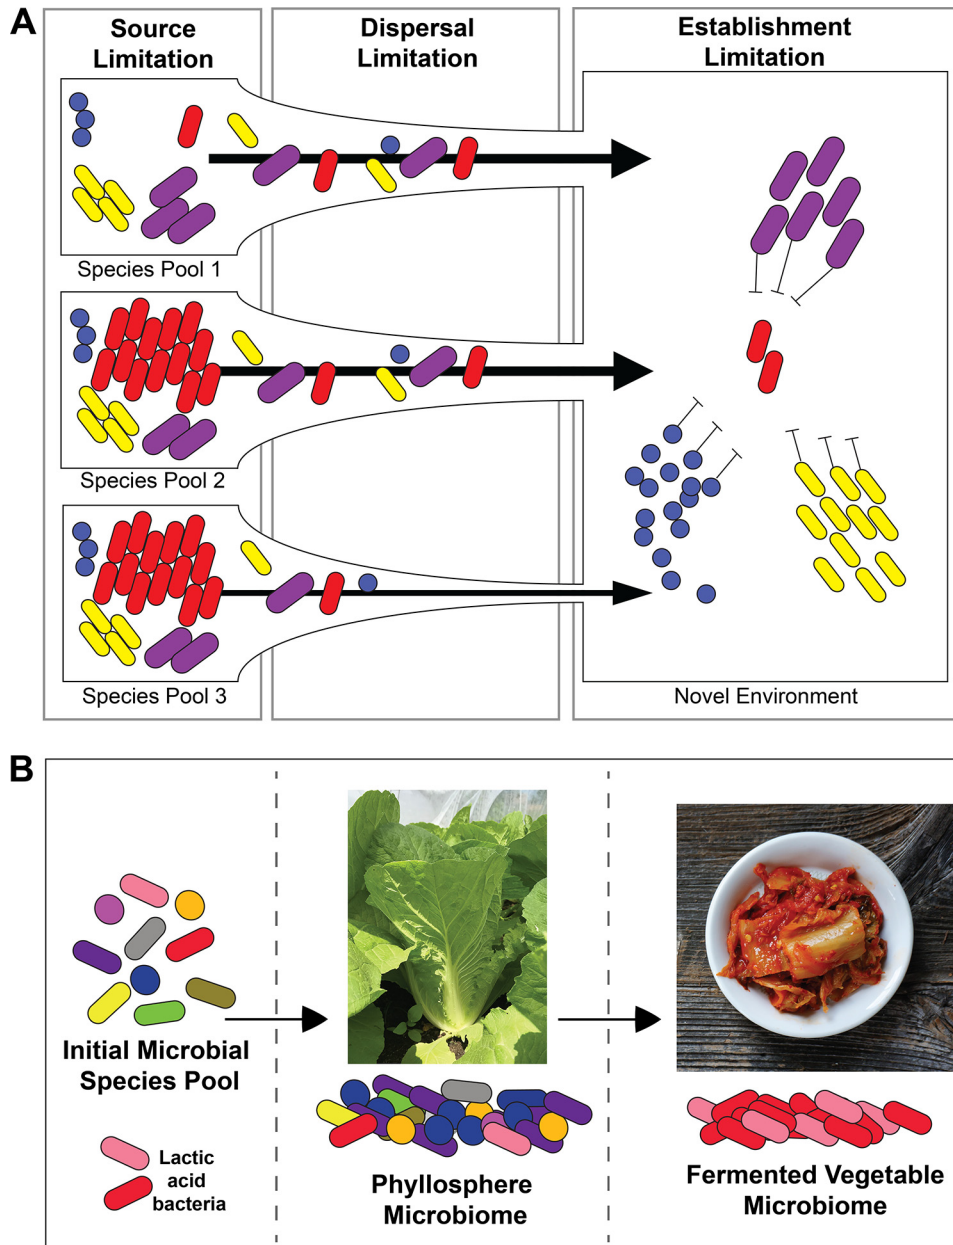 A
Source
Limitation
Dispersal
Limitation
Establishment
Limitation
Species Pool 1
Species Pool 2
Species Pool 3
Novel Environment
B
Initial Microbial
Species Pool
Lactic
acid
bacteria
Phyllosphere
Microbiome
Fermented Vegetable
Microbiome